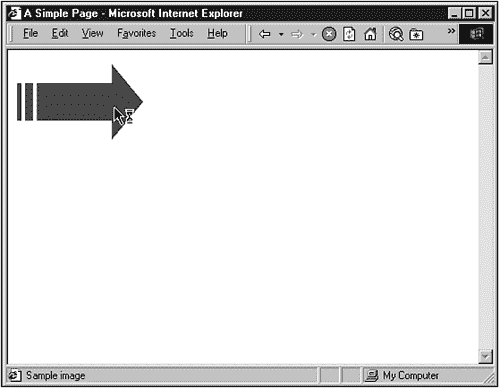 A Simple Page - Microsoft Internet Explorer
File Edit View Favorites Tools Help »
Sample image My Computer